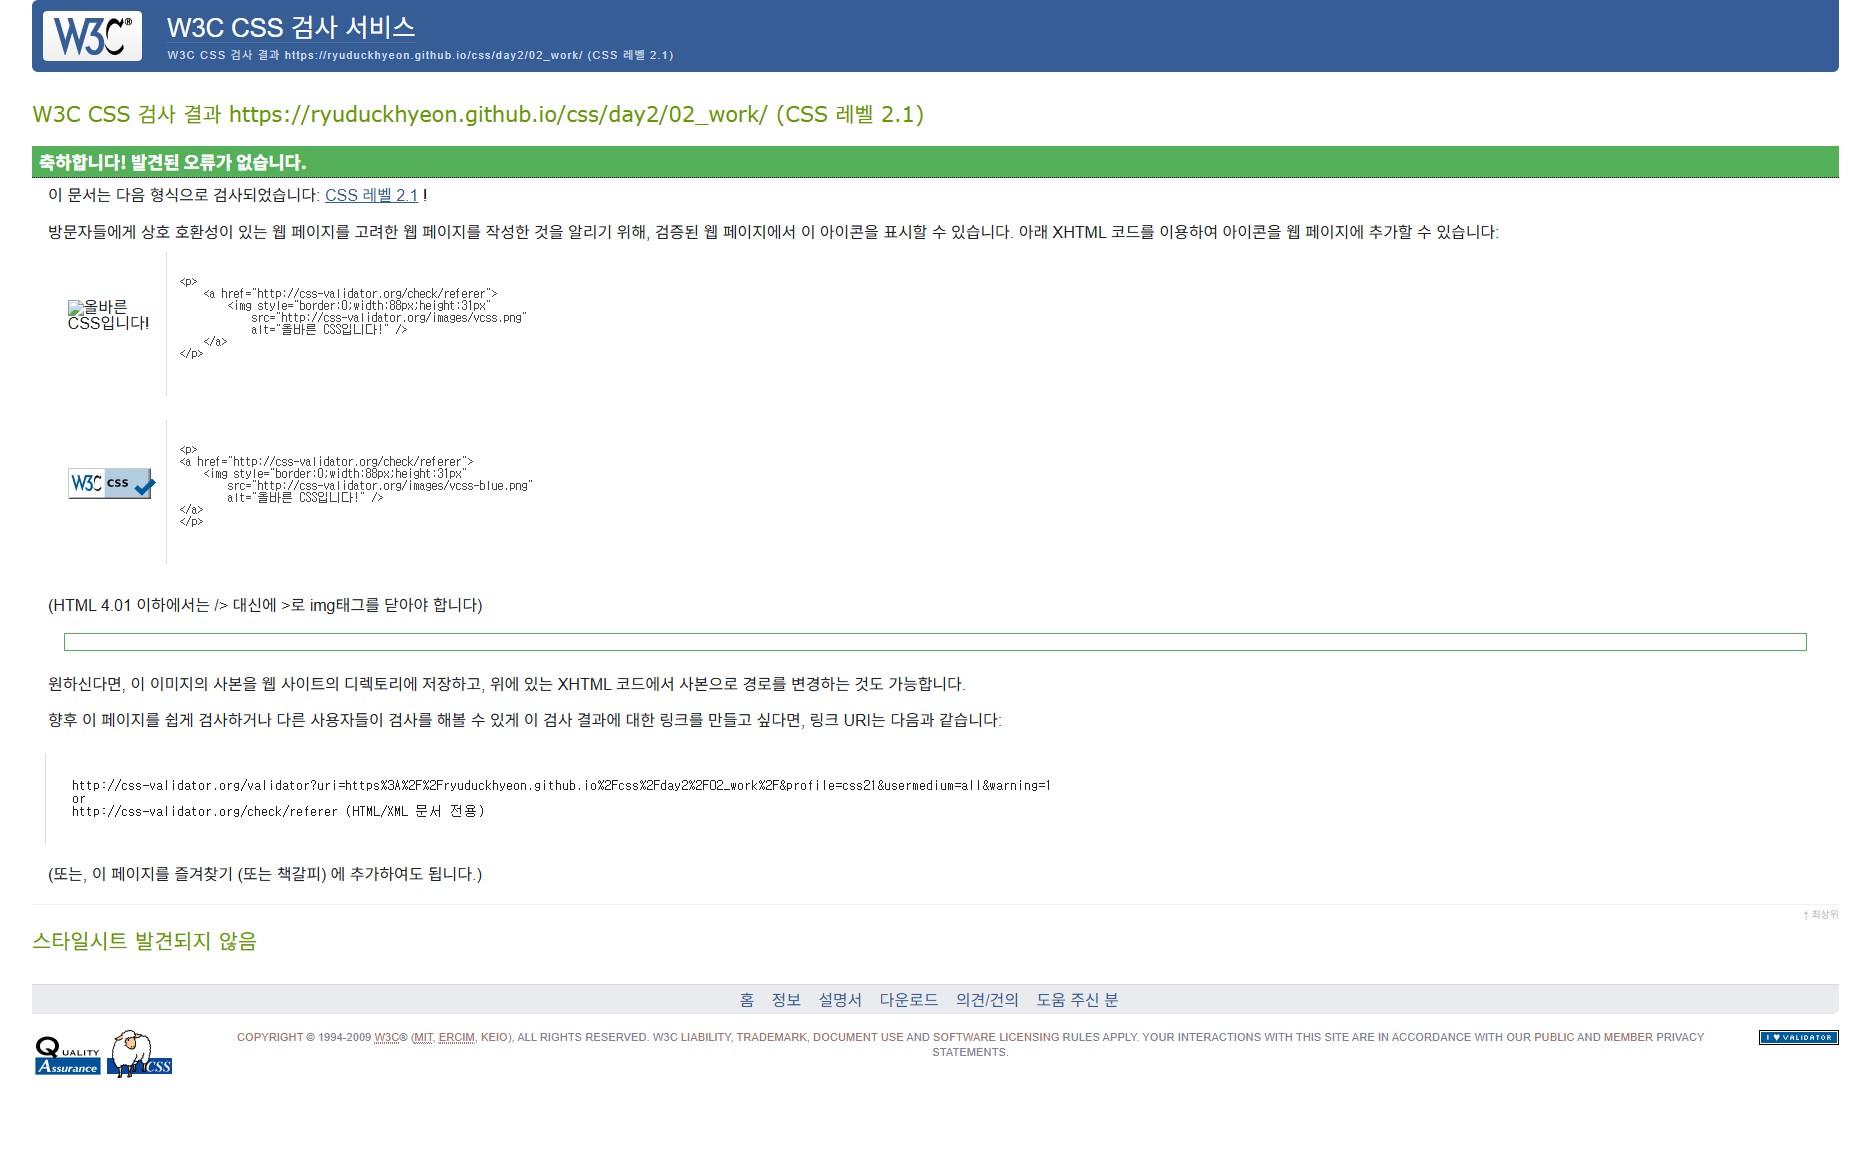 W3C®
W3C CSS 검사 서비스
W3C CSS 검사 결과 https://ryuduckhyeon.github.io/css/day2/02_work/ (CSS 레벨 2.1)
W3C CSS 검사 결과 https://ryuduckhyeon.github.io/css/day2/02_work/ (CSS 레벨 2.1)
축하합니다! 발견된 오류가 없습니다.
이 문서는 다음 형식으로 검사되었습니다: CSS 레벨 2.1 !
방문자들에게 상호 호환성이 있는 웹 페이지를 고려한 웹 페이지를 작성한 것을 알리기 위해, 검증된 웹 페이지에서 이 아이콘을 표시할 수 있습니다. 아래 XHTML 코드를 이용하여 아이콘을 웹 페이지에 추가할 수 있습니다:
올바른
CSS입니다!
<p>
<a href="http://css-validator.org/check/referer">
<img style="border:0;width:88px;height:31px"
src="http://css-validator.org/images/vcss.png"
alt="올바른 CSS입니다!" />
</a>
</p>
W3C css
<p>
<a href="http://css-validator.org/check/referer">
<img style="border:0;width:88px;height:31px"
src="http://css-validator.org/images/vcss-blue.png"
alt="올바른 CSS입니다!" />
</a>
</p>
(HTML 4.01 이하에서는 /> 대신에 >로 img태그를 닫아야 합니다)
원하신다면, 이 이미지의 사본을 웹 사이트의 디렉토리에 저장하고, 위에 있는 XHTML 코드에서 사본으로 경로를 변경하는 것도 가능합니다.
향후 이 페이지를 쉽게 검사하거나 다른 사용자들이 검사를 해볼 수 있게 이 검사 결과에 대한 링크를 만들고 싶다면, 링크 URI는 다음과 같습니다:
http://css-validator.org/validator?uri=https%3A%2F%2Fryuduckhyeon.github.io%2Fcss%2Fday2%2F02_work%2F&profile=css21&usermedium=all&warning=1
or
http://css-validator.org/check/referer (HTML/XML 문서 전용)
(또는, 이 페이지를 즐겨찾기 (또는 책갈피) 에 추가하여도 됩니다.)
↑ 최상위
스타일시트 발견되지 않음
홈 정보 설명서 다운로드 의견/건의 도움 주신 분
QUALITY
Assurance
CSS
COPYRIGHT © 1994-2009 W3C® (MIT, ERCIM, KEIO), ALL RIGHTS RESERVED. W3C LIABILITY, TRADEMARK, DOCUMENT USE AND SOFTWARE LICENSING RULES APPLY. YOUR INTERACTIONS WITH THIS SITE ARE IN ACCORDANCE WITH OUR PUBLIC AND MEMBER PRIVACY
STATEMENTS.
I ♥ VALIDATOR